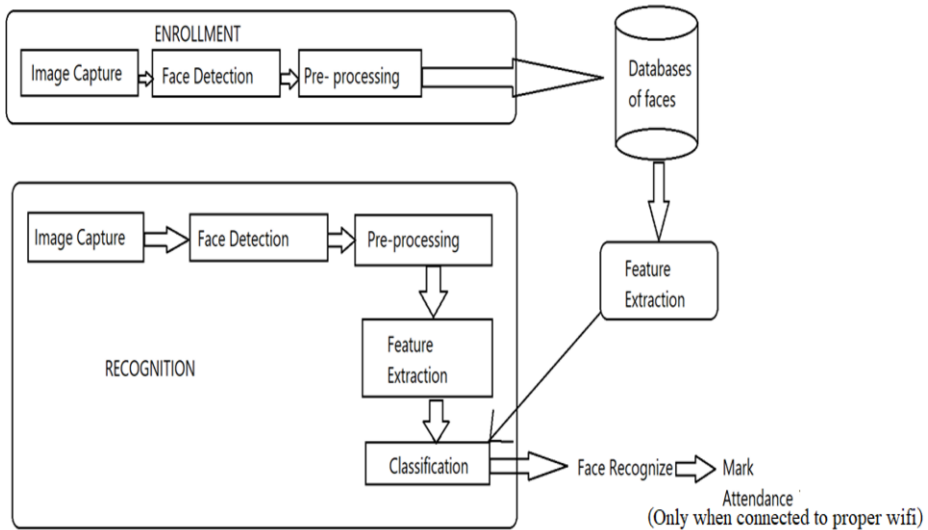 ENROLLMENT
Image Capture
Face Detection
Pre- processing
Databases
of faces
Image Capture
Face Detection
Pre-processing
Feature
Extraction
Feature
Extraction
RECOGNITION
Classification
Face Recognize
Mark
Attendance
(Only when connected to proper wifi)